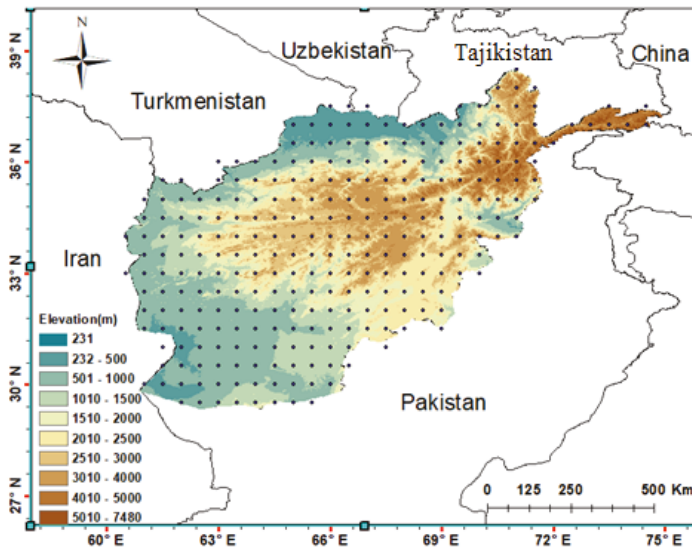 N
Uzbekistan
Tajikistan
China
Turkmenistan
Iran
Pakistan
39° N
36° N
33° N
30° N
27° N
Elevation(m)
231
232 - 500
501 - 1000
1010 - 1500
1510 - 2000
2010 - 2500
2510 - 3000
3010 - 4000
4010 - 5000
5010 - 7480
0 125 250 500 Km
60° E 63° E 66° E 69° E 72° E 75° E